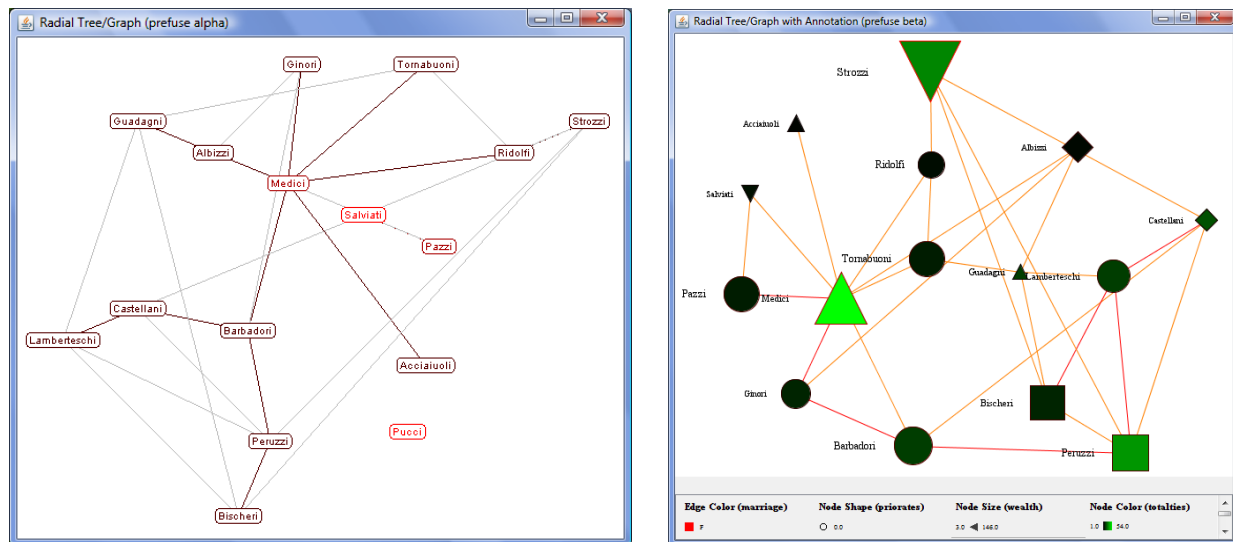 Radial Tree/Graph (prefuse alpha)
Ginori
Tornabuoni
Guadagni
Strozzi
Albizzi
Ridolfi
Medici
Salviati
Pazzi
Castellani
Barbadori
Lamberteschi
Acciaiuoli
Pucci
Peruzzi
Bischeri
Radial Tree/Graph with Annotation (prefuse beta)
Strozzi
Acciaiuoli
Albizzi
Ridolfi
Salviati
Castellani
Tornabuoni
Guadagni
Lamberteschi
Pazzi
Medici
Ginori
Bischeri
Barbadori
Peruzzi
Edge Color (marriage) Node Shape (priorates) Node Size (wealth) Node Color (totalties)
F 0.0 3.0 146.0 1.0 54.0